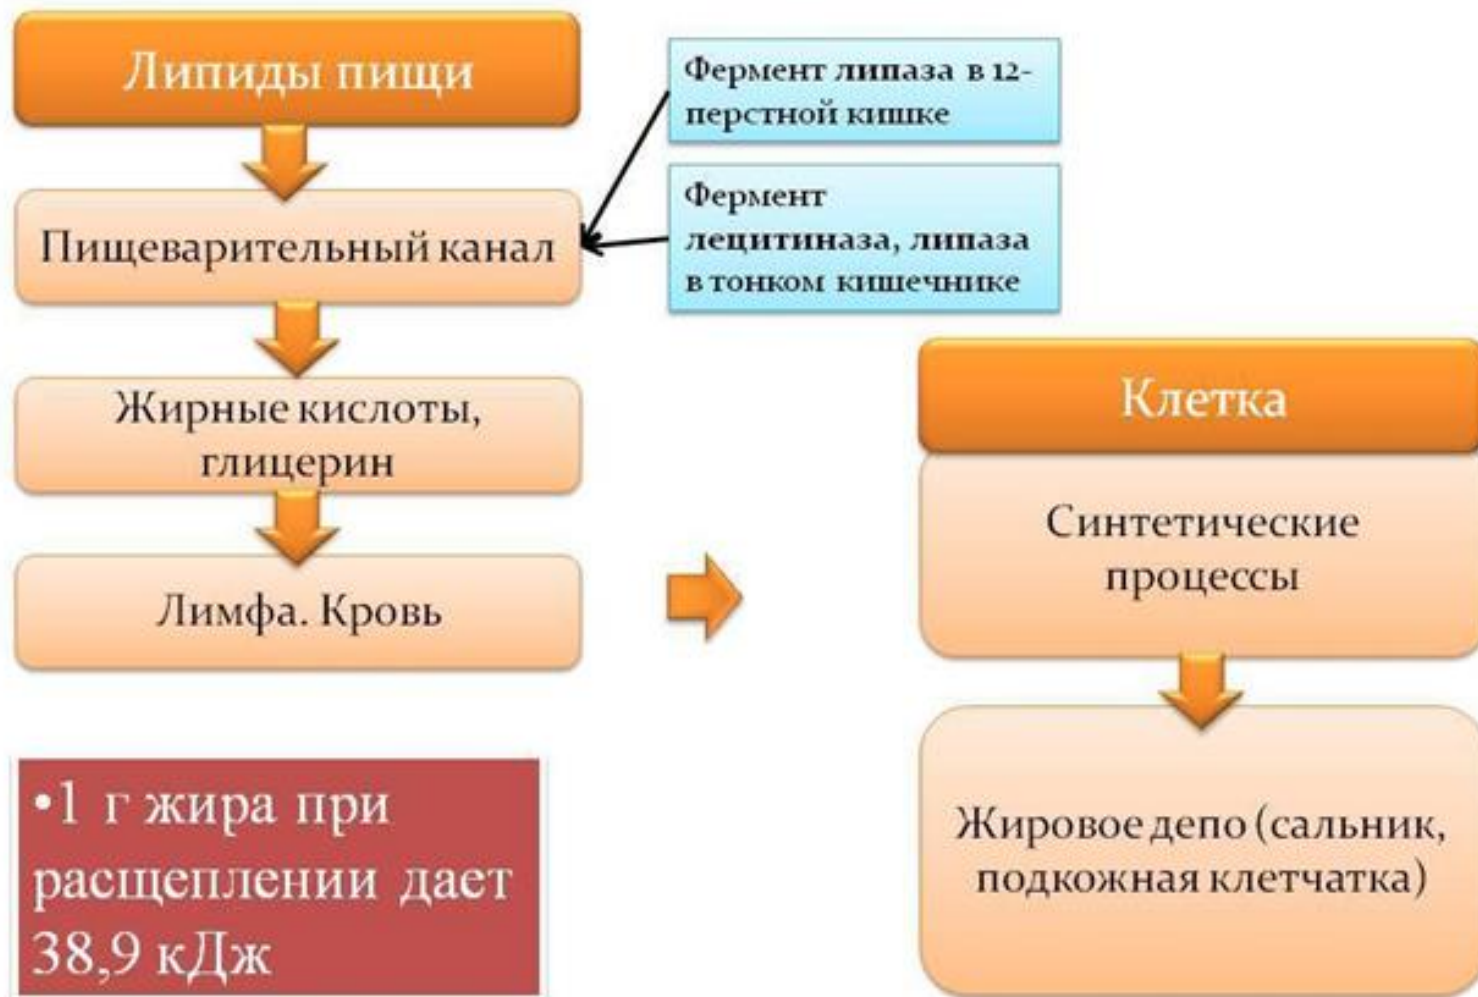 Липиды пищи
Фермент липаза в 12-
перстной кишке
Пищеварительный канал
Фермент
лецитиназа, липаза
в тонком кишечнике
Жирные кислоты,
глицерин
Лимфа. Кровь
Клетка
Синтетические
процессы
Жировое депо (сальник,
подкожная клетчатка)
•1 г жира при
расщеплении дает
38,9 кДж